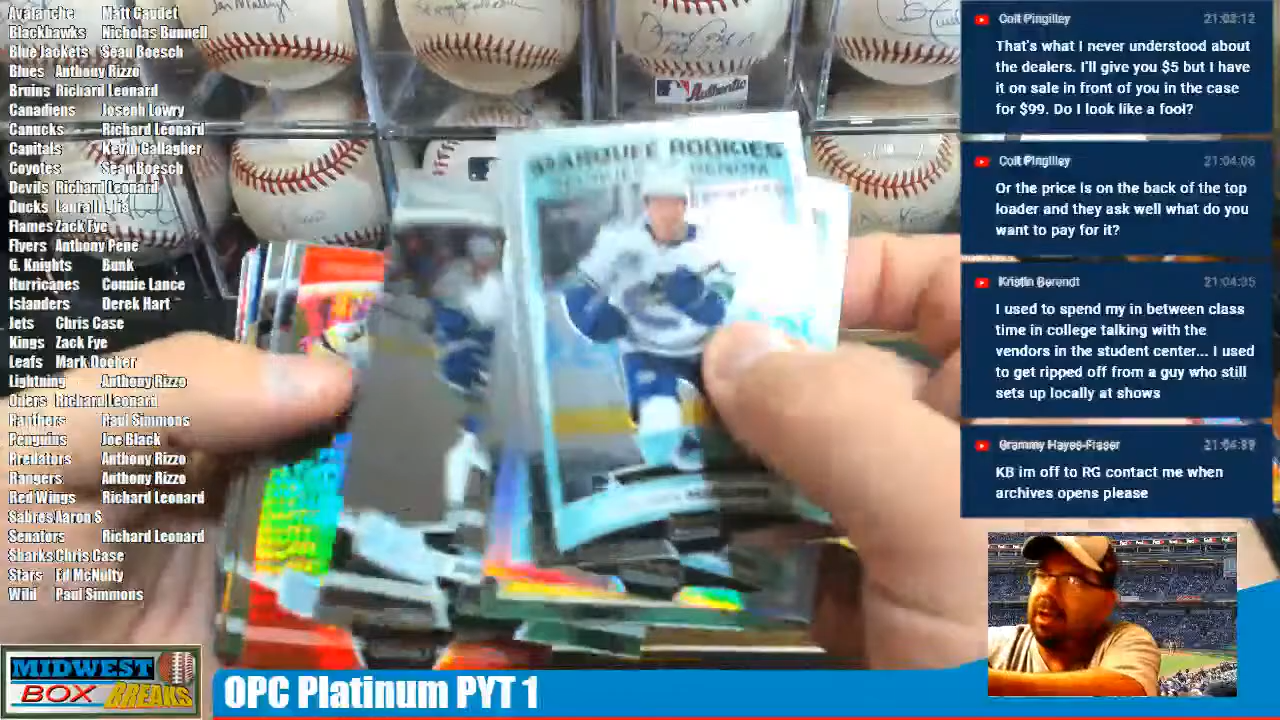 Avalanche Matt Gaudet
Blackhawks Nicholas Bunnell
Blue Jackets Sean Boesch
Blues Anthony Rizzo
Bruins Richard Leonard
Canadiens Joseph Lowry
Canucks Richard Leonard
Capitals Kevin Gallagher
Coyotes Sean Boesch
Devils Richard Leonard
Ducks Laurall
Flames Zack Fye
Flyers Anthony Pene
G. Knights Bunk
Hurricanes Connie Lance
Islanders Derek Hart
Jets Chris Case
Kings Zack Fye
Leafs Mark Dooher
Lightning Anthony Rizzo
Oilers Richard Leonard
Panthers Paul Simmons
Penguins Joe Black
Predators Anthony Rizzo
Rangers Anthony Rizzo
Red Wings Richard Leonard
Sabres Aaron S
Senators Richard Leonard
Sharks Chris Case
Stars Ed McNulty
Wild Paul Simmons
Authentic
MARQUEE ROOKIES
Colt Pingilley 21:03:12
That's what I never understood about
the dealers. I'll give you $5 but I have
it on sale in front of you in the case
for $99. Do I look like a fool?
Colt Pingilley 21:04:06
Or the price is on the back of the top
loader and they ask well what do you
want to pay for it?
Kristin Berendt 21:04:35
I used to spend my in between class
time in college talking with the
vendors in the student center... I used
to get ripped off from a guy who still
sets up locally at shows
Grammy Hayes-Fraser
KB im off to RG contact me when
archives opens please
MIDWEST
BOX BREAKS
OPC Platinum PYT 1